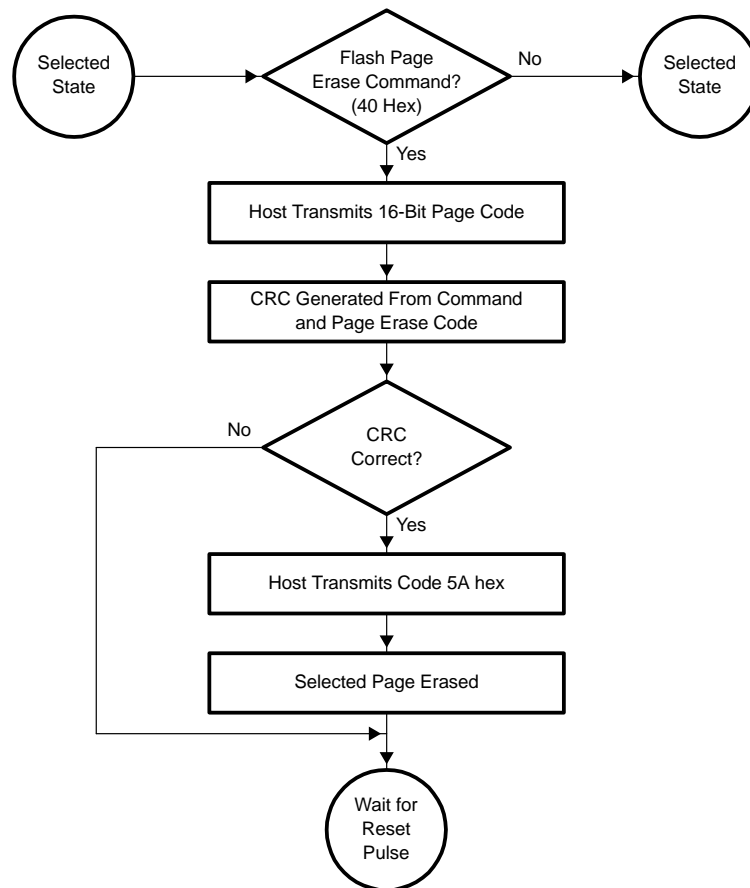 Selected
State
Flash Page
Erase Command?
(40 Hex)
No
Selected
State
Yes
Host Transmits 16-Bit Page Code
CRC Generated From Command
and Page Erase Code
No
CRC
Correct?
Yes
Host Transmits Code 5A hex
Selected Page Erased
Wait for
Reset
Pulse